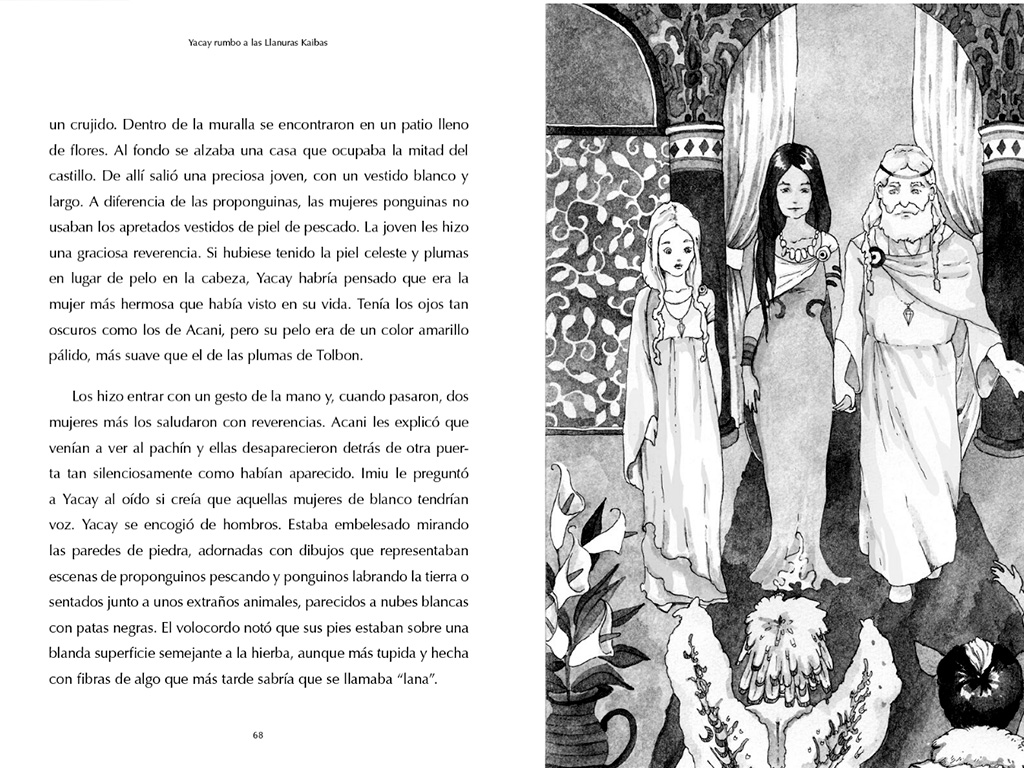 Yacay rumbo a las Llanuras Kaibas
un crujido. Dentro de la muralla se encontraron en un patio lleno
de flores. Al fondo se alzaba una casa que ocupaba la mitad del
castillo. De allí salió una preciosa joven, con un vestido blanco y
largo. A diferencia de las proponguinas, las mujeres ponguinas no
usaban los apretados vestidos de piel de pescado. La joven les hizo
una graciosa reverencia. Si hubiese tenido la piel celeste y plumas
en lugar de pelo en la cabeza, Yacay habría pensado que era la
mujer más hermosa que había visto en su vida. Tenía los ojos tan
oscuros como los de Acani, pero su pelo era de un color amarillo
pálido, más suave que el de las plumas de Tolbon.
Los hizo entrar con un gesto de la mano y, cuando pasaron, dos
mujeres más los saludaron con reverencias. Acani les explicó que
venían a ver al pachín y ellas desaparecieron detrás de otra puer-
ta tan silenciosamente como habían aparecido. Imiu le preguntó
a Yacay al oído si creía que aquellas mujeres de blanco tendrían
voz. Yacay se encogió de hombros. Estaba embelesado mirando
las paredes de piedra, adornadas con dibujos que representaban
escenas de proponguinos pescando y ponguinos labrando la tierra o
sentados junto a unos extraños animales, parecidos a nubes blancas
con patas negras. El volocordo notó que sus pies estaban sobre una
blanda superficie semejante a la hierba, aunque más tupida y hecha
con fibras de algo que más tarde sabría que se llamaba “lana”.
68